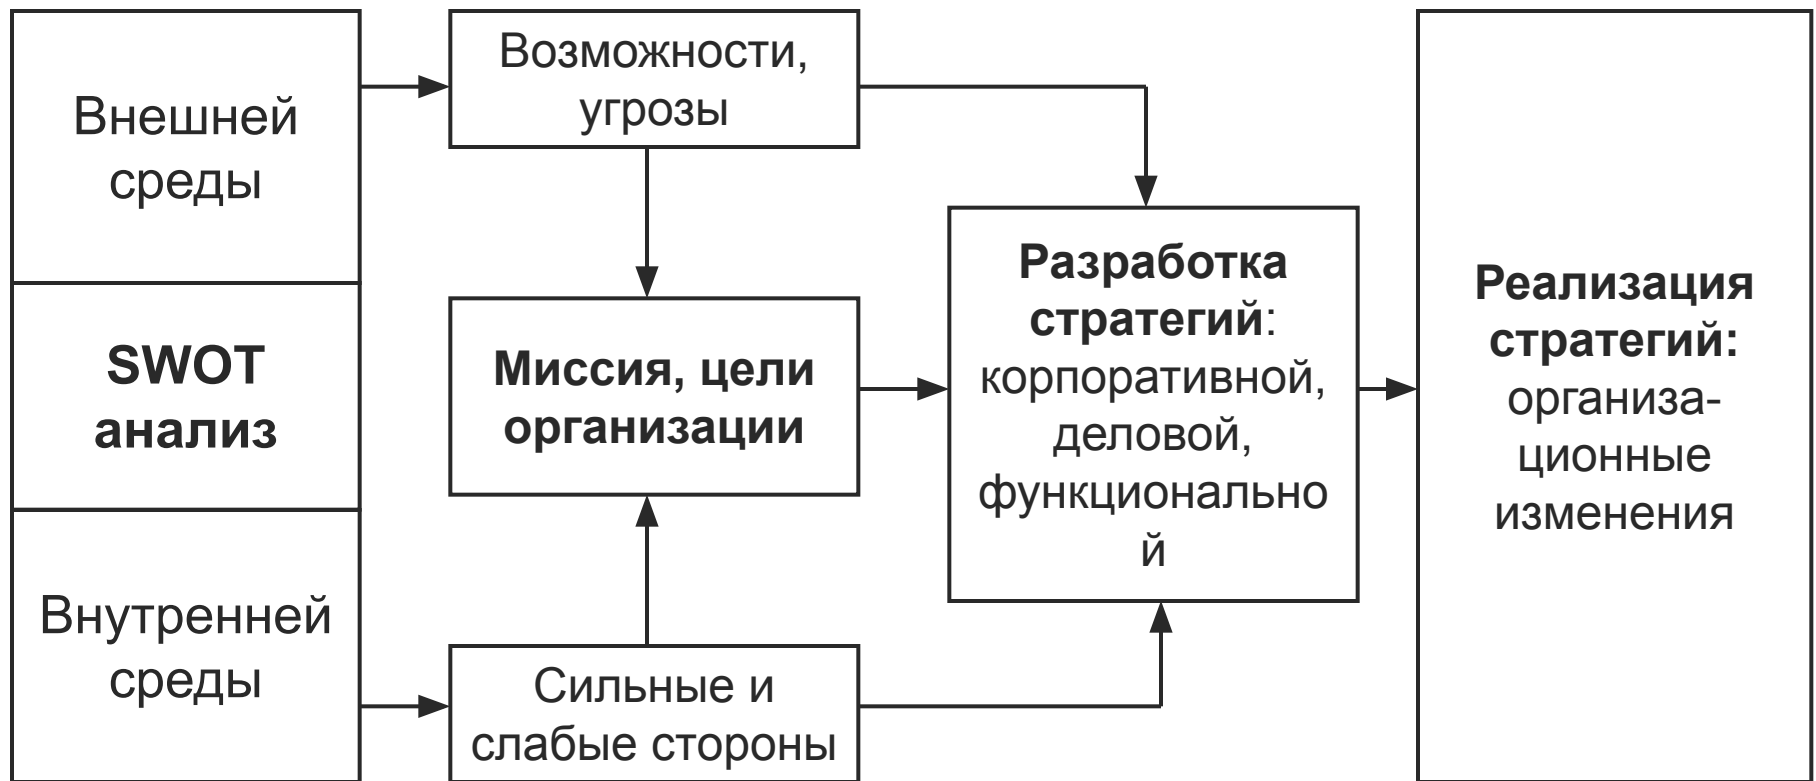 Внешней
среды
SWOT
анализ
Внутренней
среды
Возможности,
угрозы
Миссия, цели
организации
Сильные и
слабые стороны
Разработка
стратегий:
корпоративной,
деловой,
функционально
й
Реализация
стратегий:
организа-
ционные
изменения